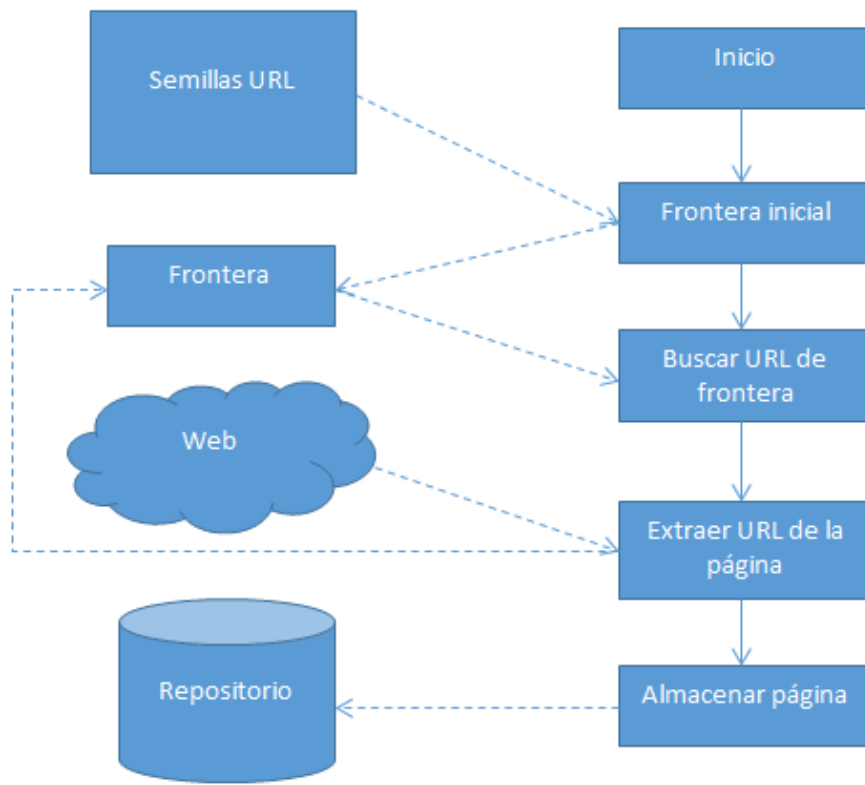 Semillas URL
Inicio
Frontera inicial
Frontera
Buscar URL de
frontera
Web
Extraer URL de la
página
Repositorio
Almacenar página